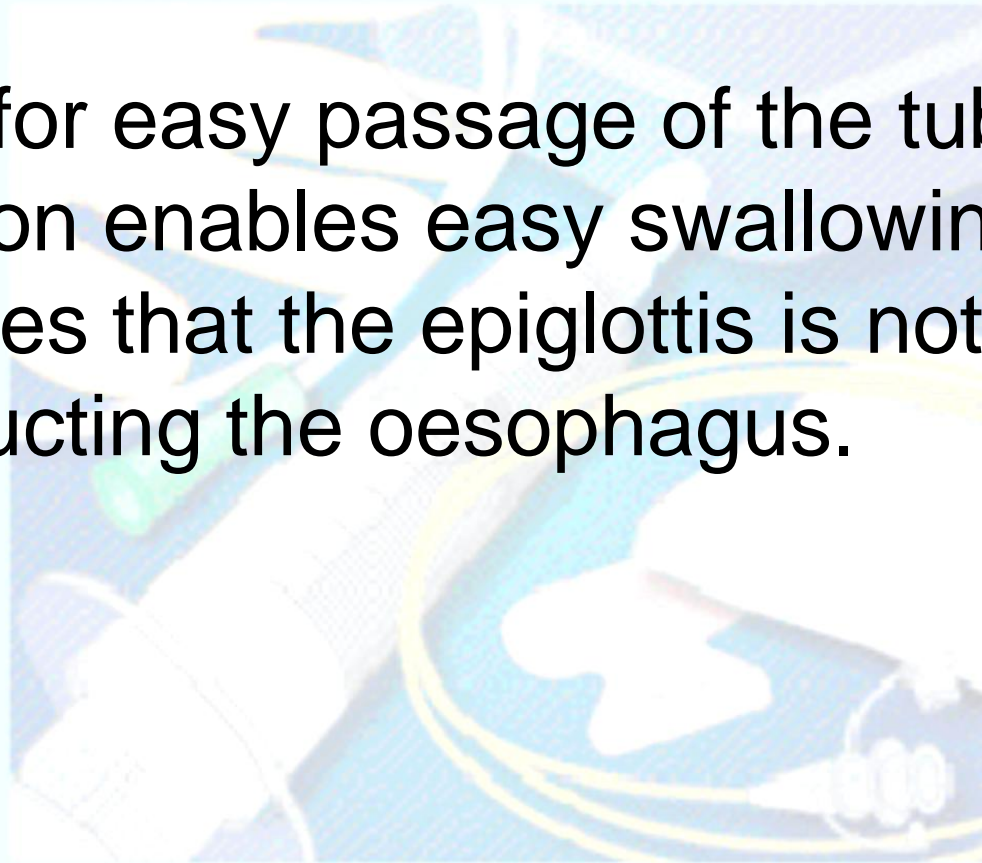 for easy passage of the tub
on enables easy swallowin
es that the epiglottis is not
ucting the oesophagus.